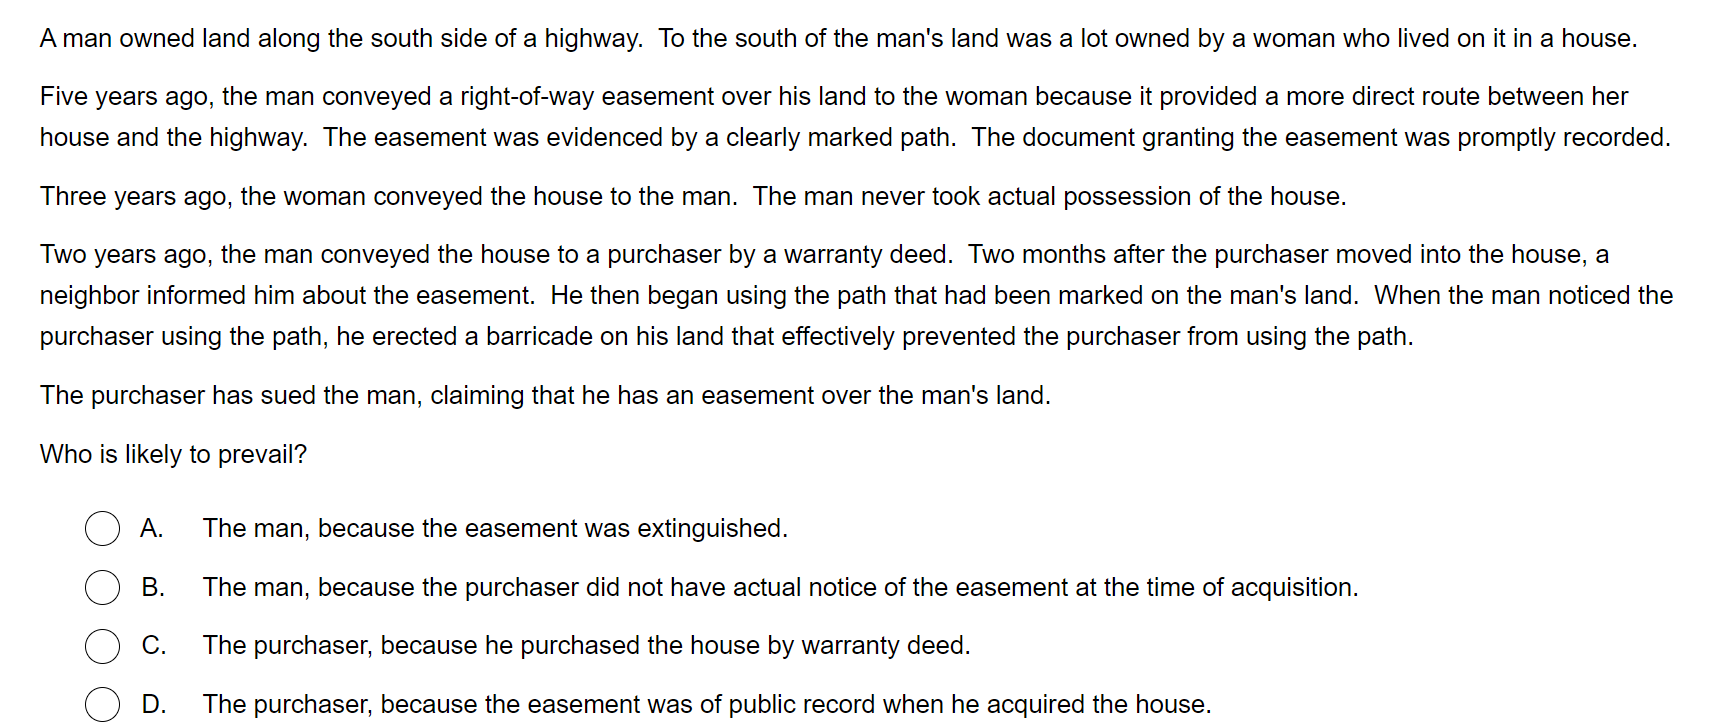 A man owned land along the south side of a highway.  To the south of the man's land was a lot owned by a woman who lived on it in a house.
Five years ago, the man conveyed a right-of-way easement over his land to the woman because it provided a more direct route between her
house and the highway.  The easement was evidenced by a clearly marked path.  The document granting the easement was promptly recorded.
Three years ago, the woman conveyed the house to the man.  The man never took actual possession of the house.
Two years ago, the man conveyed the house to a purchaser by a warranty deed.  Two months after the purchaser moved into the house, a
neighbor informed him about the easement.  He then began using the path that had been marked on the man's land.  When the man noticed the
purchaser using the path, he erected a barricade on his land that effectively prevented the purchaser from using the path.
The purchaser has sued the man, claiming that he has an easement over the man's land.
Who is likely to prevail?
A. The man, because the easement was extinguished.
B. The man, because the purchaser did not have actual notice of the easement at the time of acquisition.
C. The purchaser, because he purchased the house by warranty deed.
D. The purchaser, because the easement was of public record when he acquired the house.